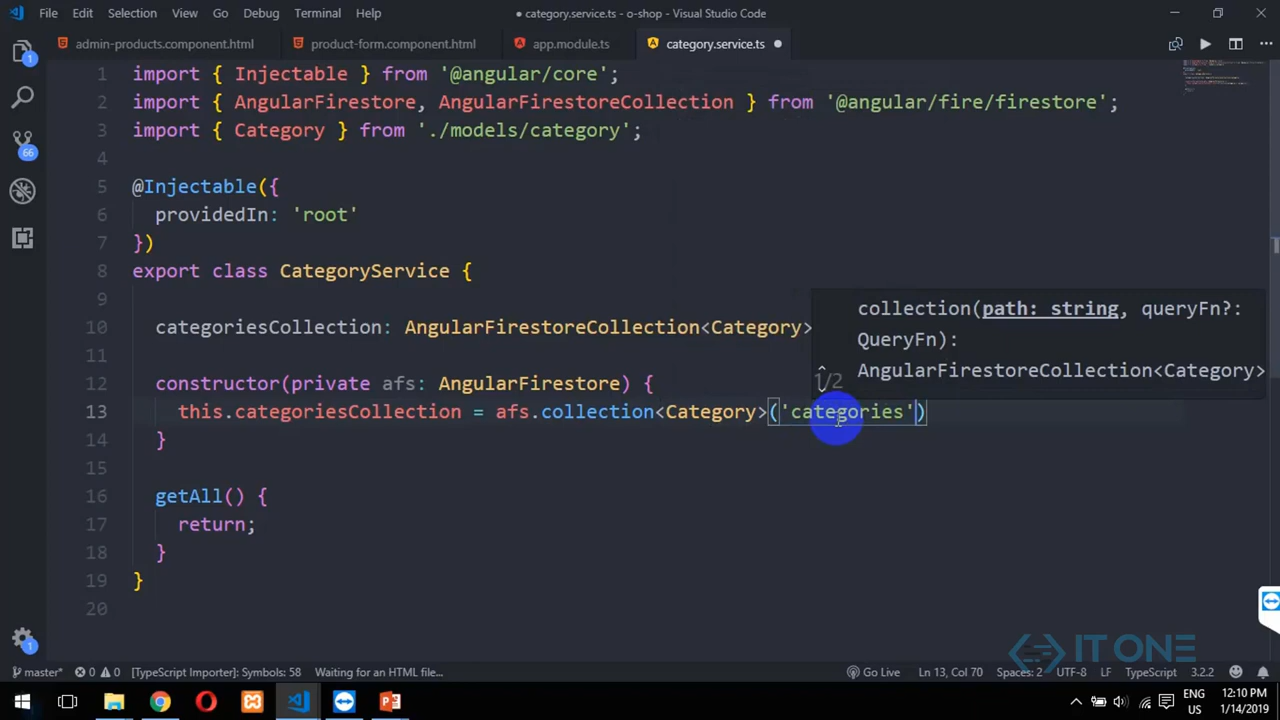 File Edit Selection View Go Debug Terminal Help
● category.service.ts - o-shop - Visual Studio Code
admin-products.component.html product-form.component.html app.module.ts category.service.ts ●
1 import { Injectable } from '@angular/core';
2 import { AngularFirestore, AngularFirestoreCollection } from '@angular/fire/firestore';
3 import { Category } from './models/category';
4
5 @Injectable({
6 providedIn: 'root'
7 })
8 export class CategoryService {
9
10 categoriesCollection: AngularFirestoreCollection<Category>
11
12 constructor(private afs: AngularFirestore) {
13 this.categoriesCollection = afs.collection<Category>('categories')
14 }
15
16 getAll() {
17 return;
18 }
19 }
20
collection(path: string, queryFn?:
QueryFn):
1/2 AngularFirestoreCollection<Category>
1
66
1
IT ONE
master* 0 0 [TypeScript Importer]: Symbols: 58 Waiting for an HTML file... Go Live Ln 13, Col 70 Spaces: 2 UTF-8 LF TypeScript 3.2.2
ENG 12:10 PM
US 1/14/2019